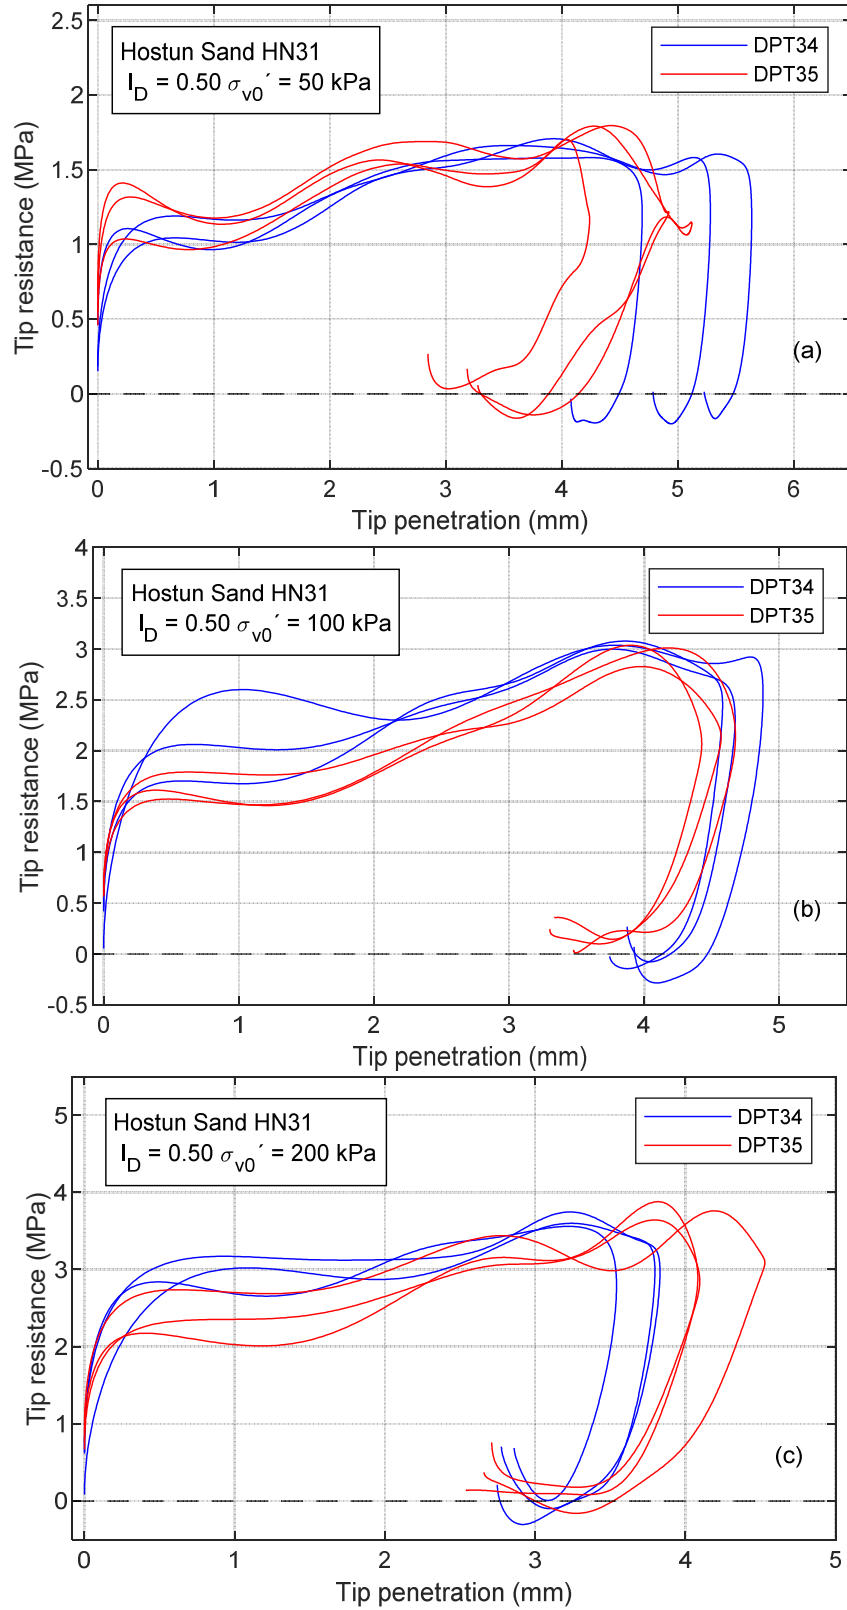 2.5
2
1.5
1
0.5
0
-0.5
Tip resistance (MPa)
Hostun Sand HN31
I_D = 0.50 σ_v0´ = 50 kPa
DPT34
DPT35
(a)
0 1 2 3 4 5 6
Tip penetration (mm)
4
3.5
3
2.5
2
1.5
1
0.5
0
-0.5
Tip resistance (MPa)
Hostun Sand HN31
I_D = 0.50 σ_v0´ = 100 kPa
DPT34
DPT35
(b)
0 1 2 3 4 5
Tip penetration (mm)
5
4
3
2
1
0
Tip resistance (MPa)
Hostun Sand HN31
I_D = 0.50 σ_v0´ = 200 kPa
DPT34
DPT35
(c)
0 1 2 3 4 5
Tip penetration (mm)